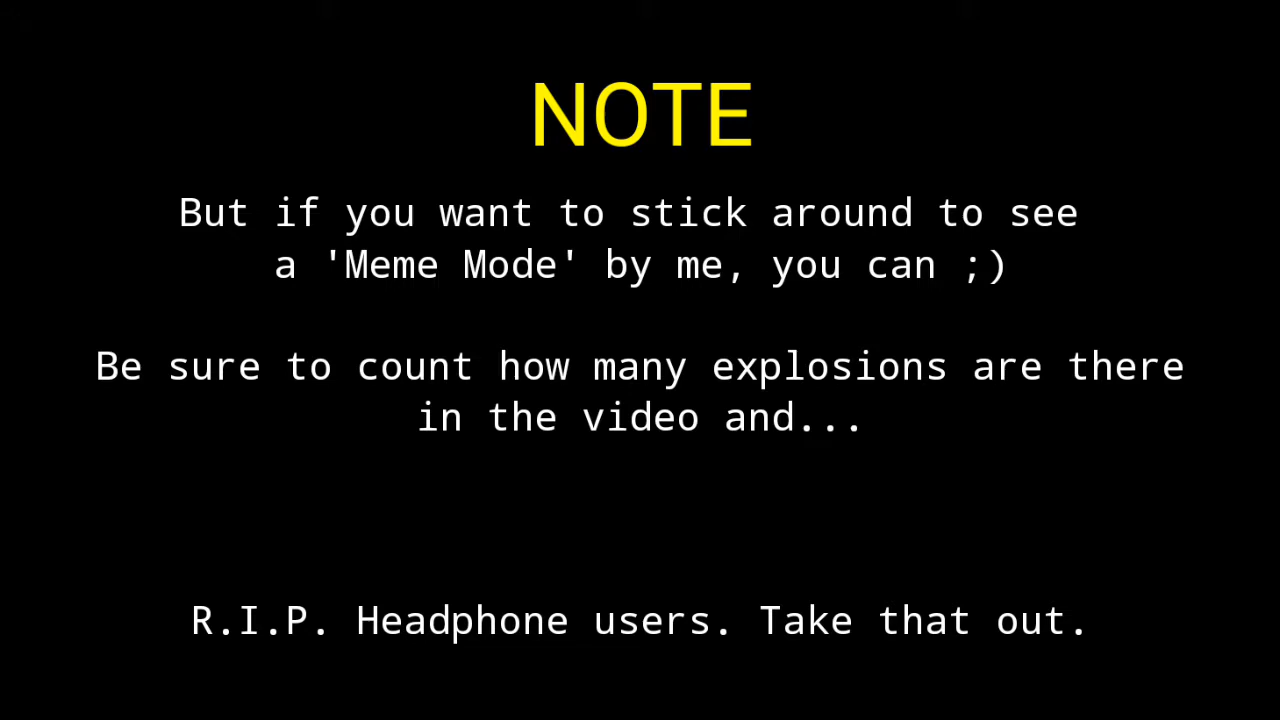 NOTE
But if you want to stick around to see
a 'Meme Mode' by me, you can ;)
Be sure to count how many explosions are there
in the video and...
R.I.P. Headphone users. Take that out.